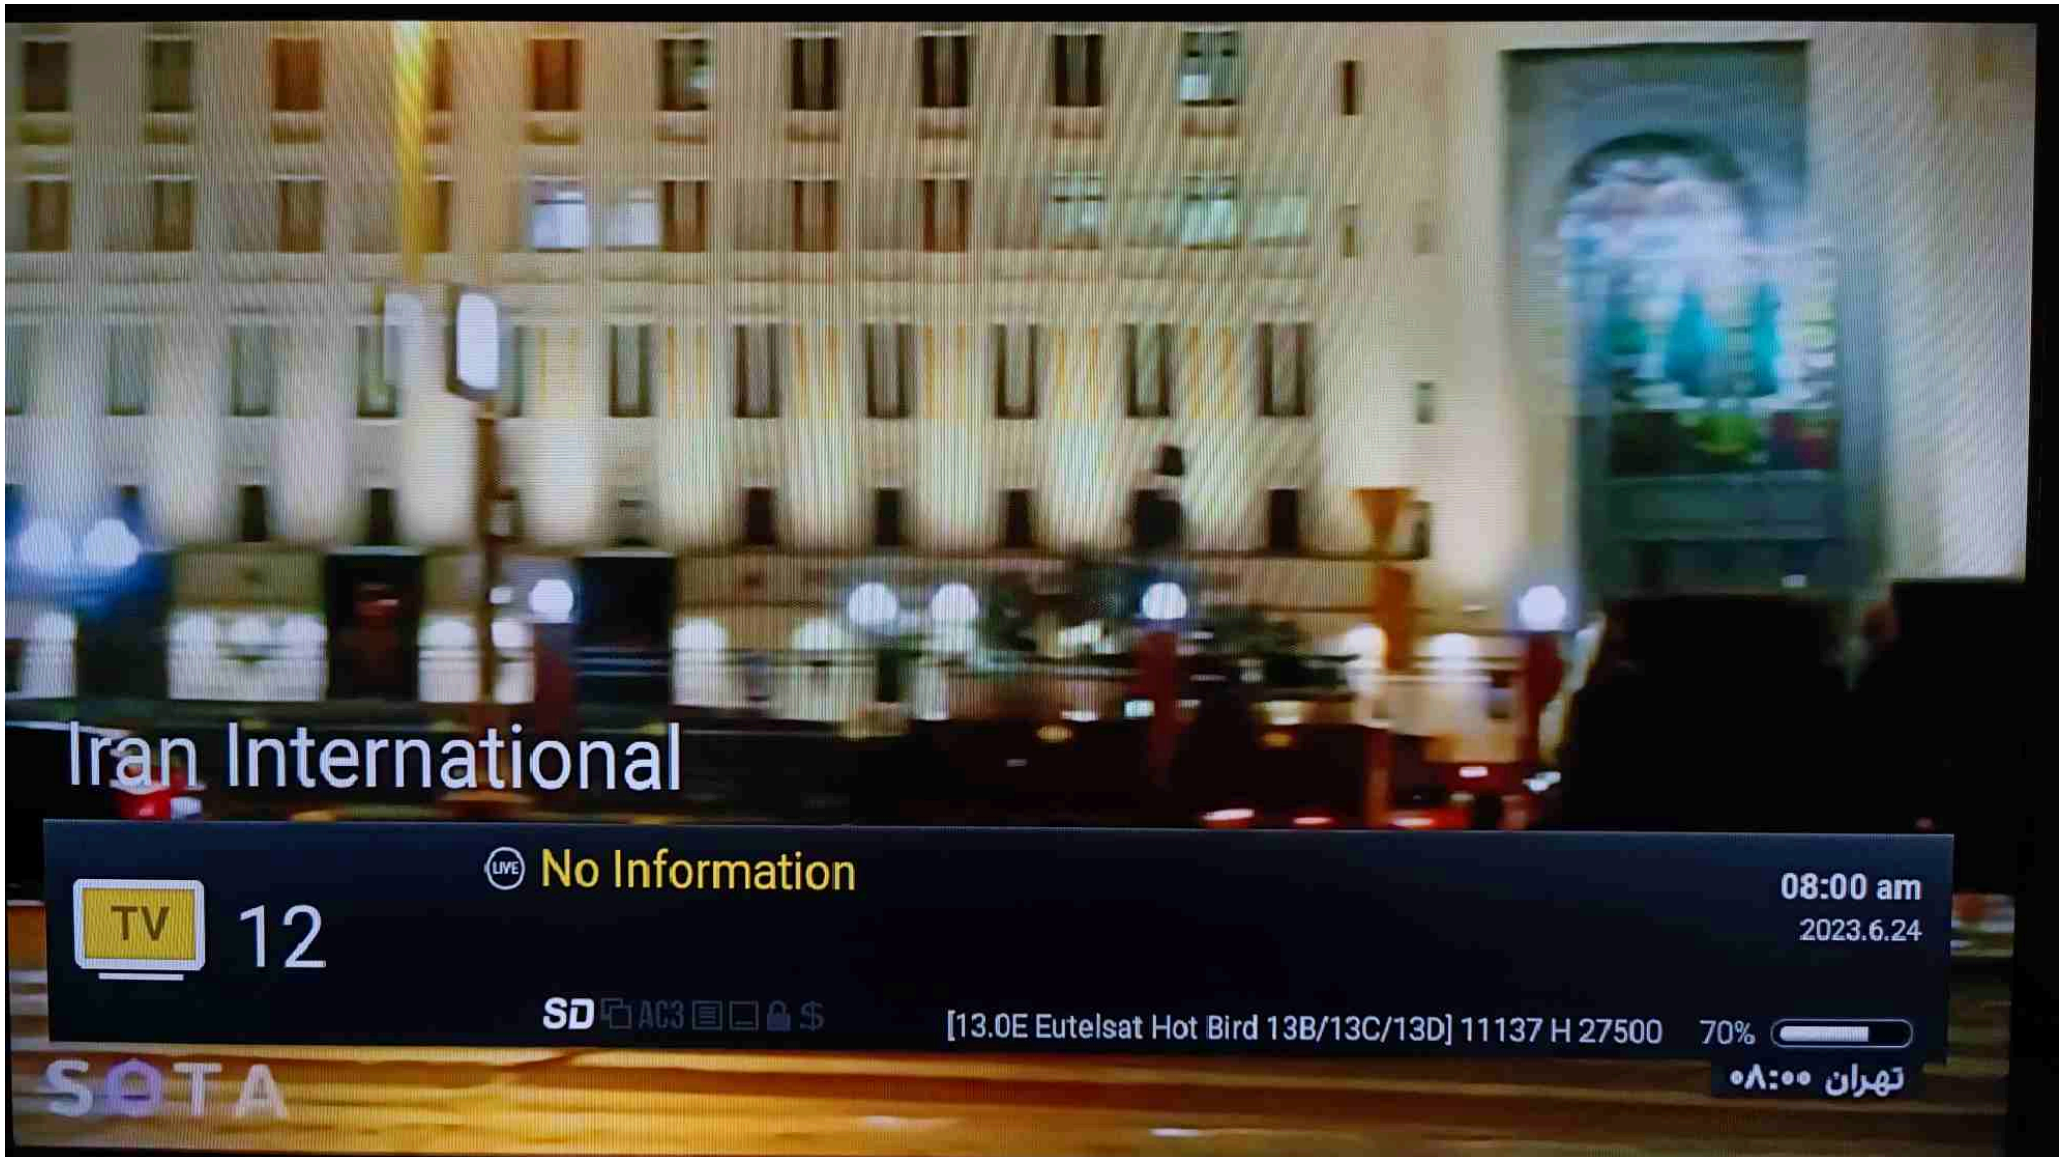 Iran International
LIVE No Information
TV 12
08:00 am
2023.6.24
SD AC3 $
[13.0E Eutelsat Hot Bird 13B/13C/13D] 11137 H 27500 70%
تهران ۰۸:۰۰
SOTA